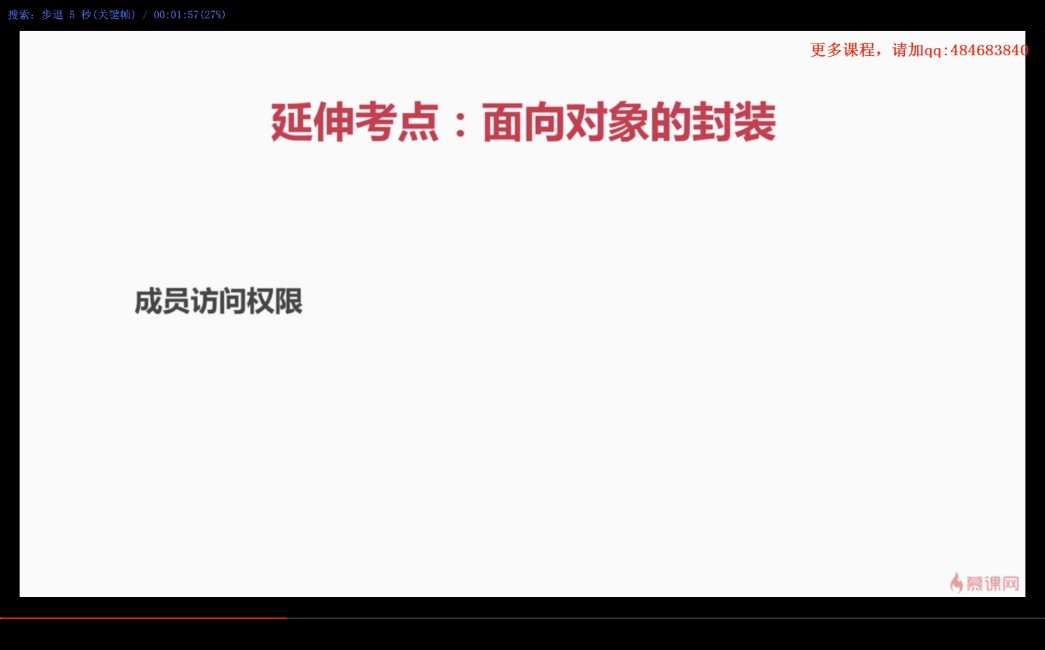 搜索: 步退 5 秒(关键帧) / 00:01:57(27%)
更多课程，请加qq:484683840
延伸考点：面向对象的封装
成员访问权限
慕课网